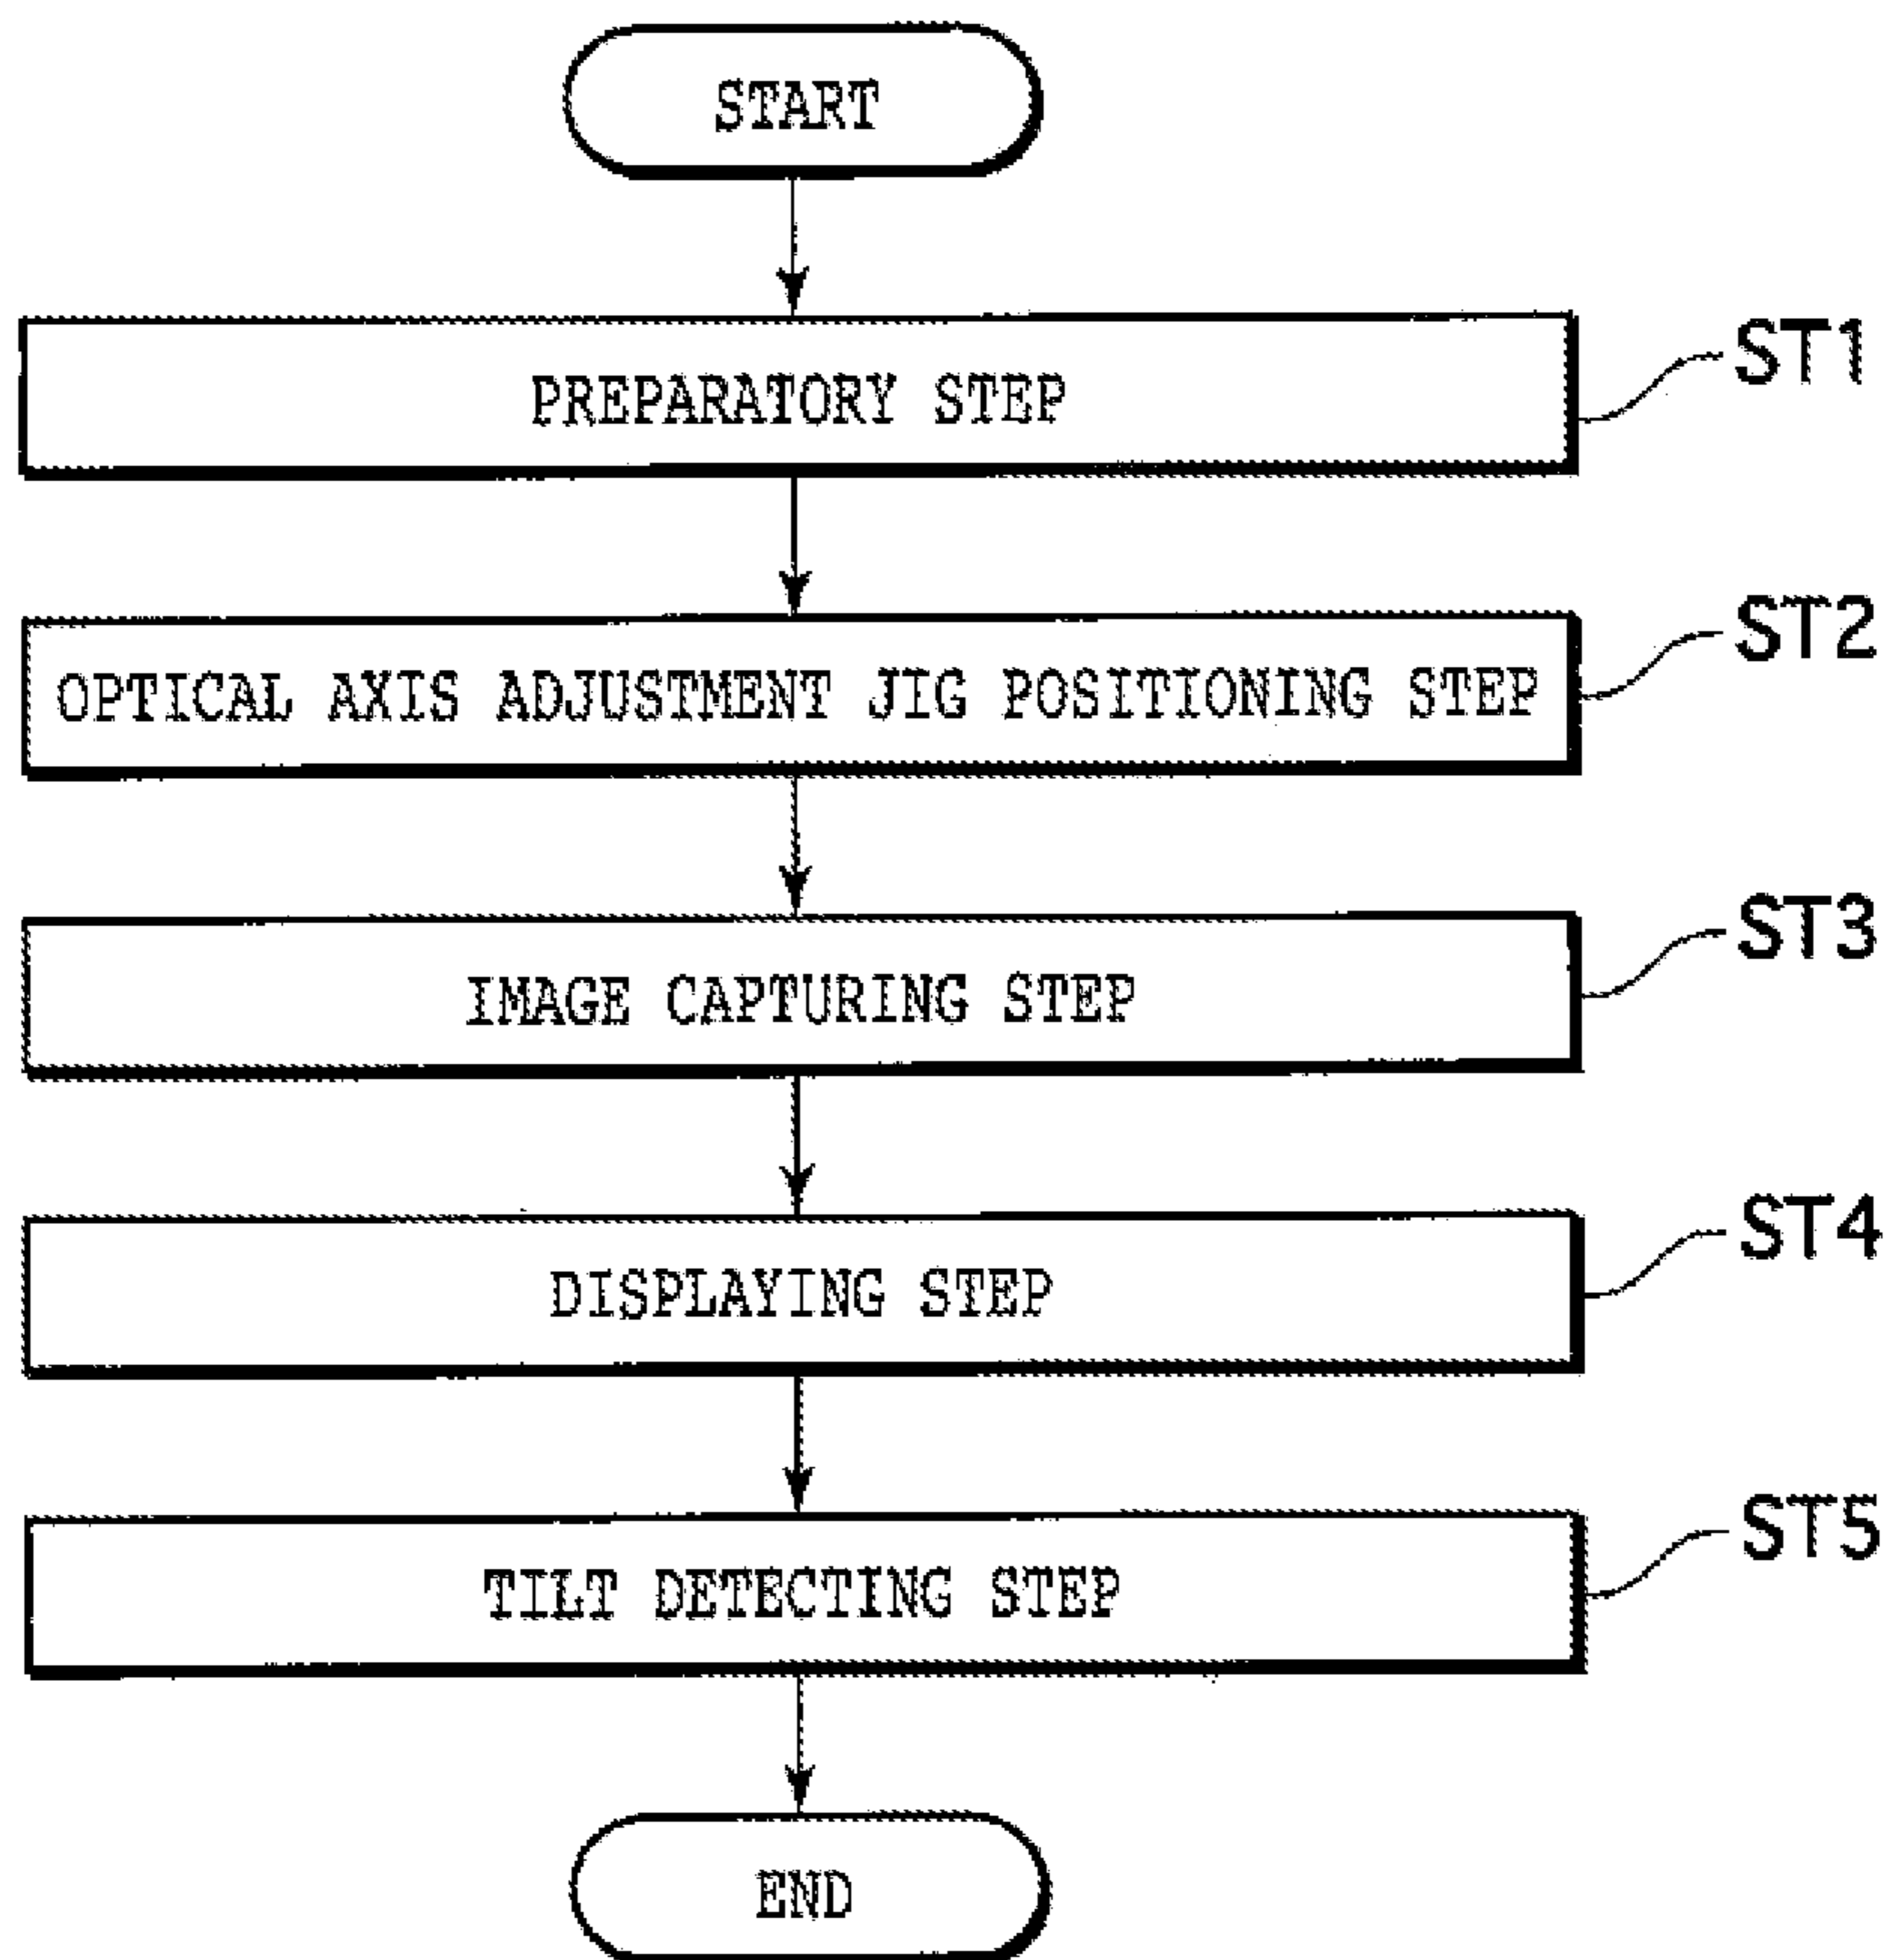 START
PREPARATORY STEP
ST1
OPTICAL AXIS ADJUSTMENT JIG POSITIONING STEP
ST2
IMAGE CAPTURING STEP
ST3
DISPLAYING STEP
ST4
TILT DETECTING STEP
ST5
END